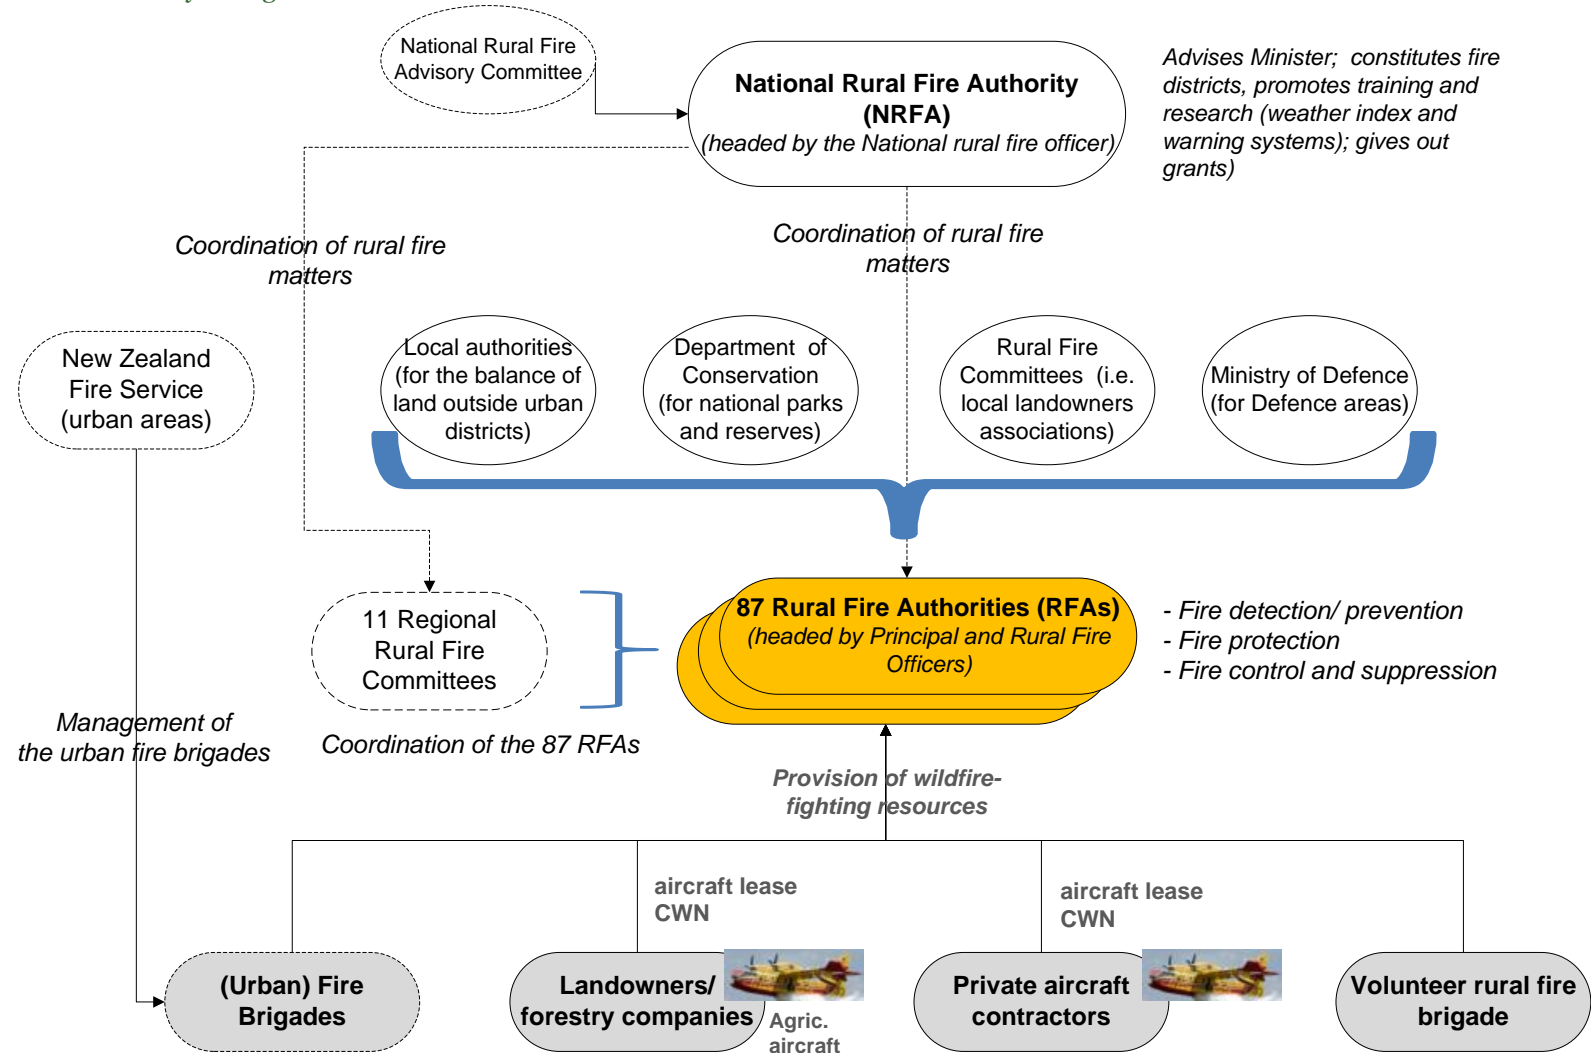 National Rural Fire
Advisory Committee
National Rural Fire Authority
(NRFA)
(headed by the National rural fire officer)
Advises Minister;  constitutes fire
districts, promotes training and
research (weather index and
warning systems); gives out
grants)
Coordination of rural fire
matters
Coordination of rural fire
matters
New Zealand
Fire Service
(urban areas)
Local authorities
(for the balance of
land outside urban
districts)
Department  of
Conservation
(for national parks
and reserves)
Rural Fire
Committees  (i.e.
local landowners
associations)
Ministry of Defence
(for Defence areas)
11 Regional
Rural Fire
Committees
87 Rural Fire Authorities (RFAs)
(headed by Principal and Rural Fire
Officers)
- Fire detection/ prevention
- Fire protection
- Fire control and suppression
Management of
the urban fire brigades
Coordination of the 87 RFAs
Provision of wildfire-
fighting resources
aircraft lease
CWN
aircraft lease
CWN
(Urban) Fire
Brigades
Landowners/
forestry companies
Agric.
aircraft
Private aircraft
contractors
Volunteer rural fire
brigade